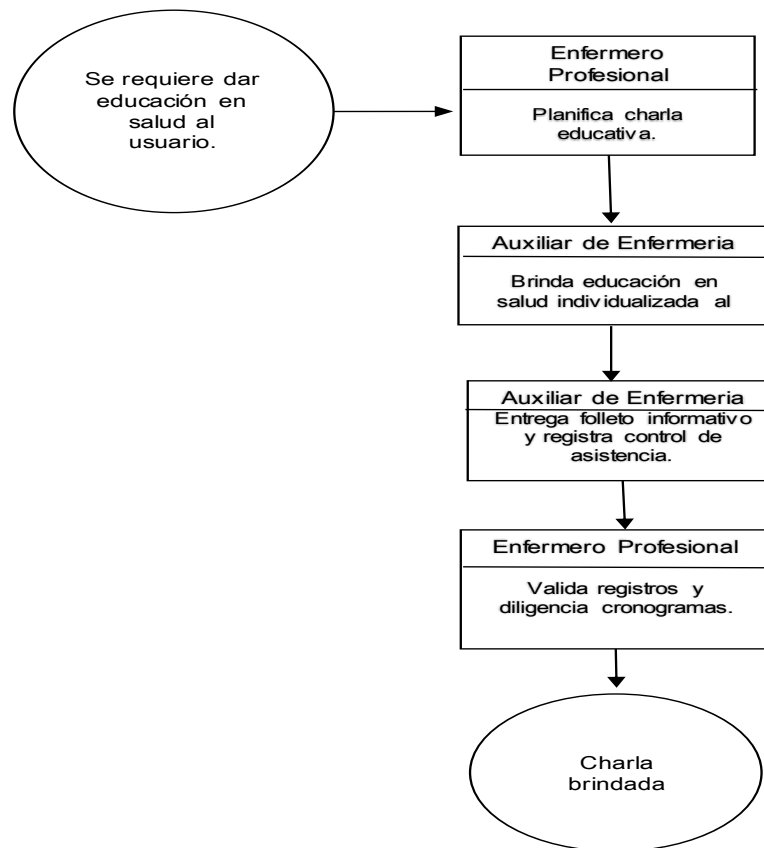 Se requiere dar
educación en
salud al
usuario.
Enfermero
Profesional
Planifica charla
educativa.
Auxiliar de Enfermeria
Brinda educación en
salud individualizada al
Auxiliar de Enfermeria
Entrega folleto informativo
y registra control de
asistencia.
Enfermero Profesional
Valida registros y
diligencia cronogramas.
Charla
brindada